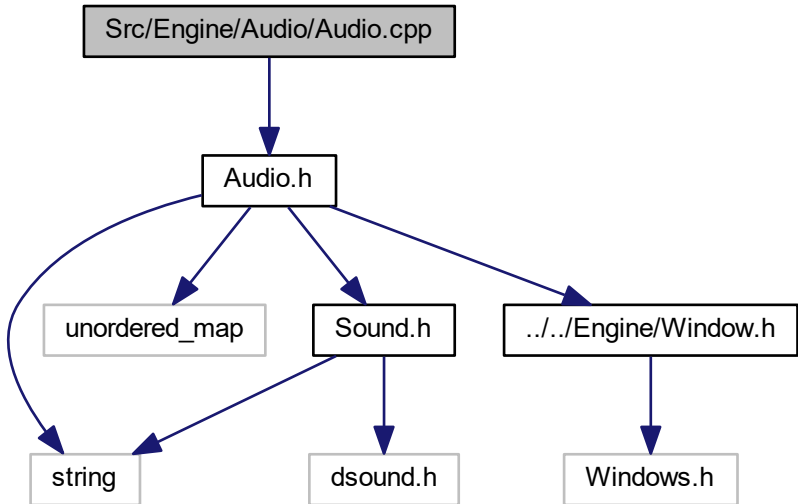 Src/Engine/Audio/Audio.cpp
Audio.h
unordered_map
Sound.h
../../Engine/Window.h
string
dsound.h
Windows.h